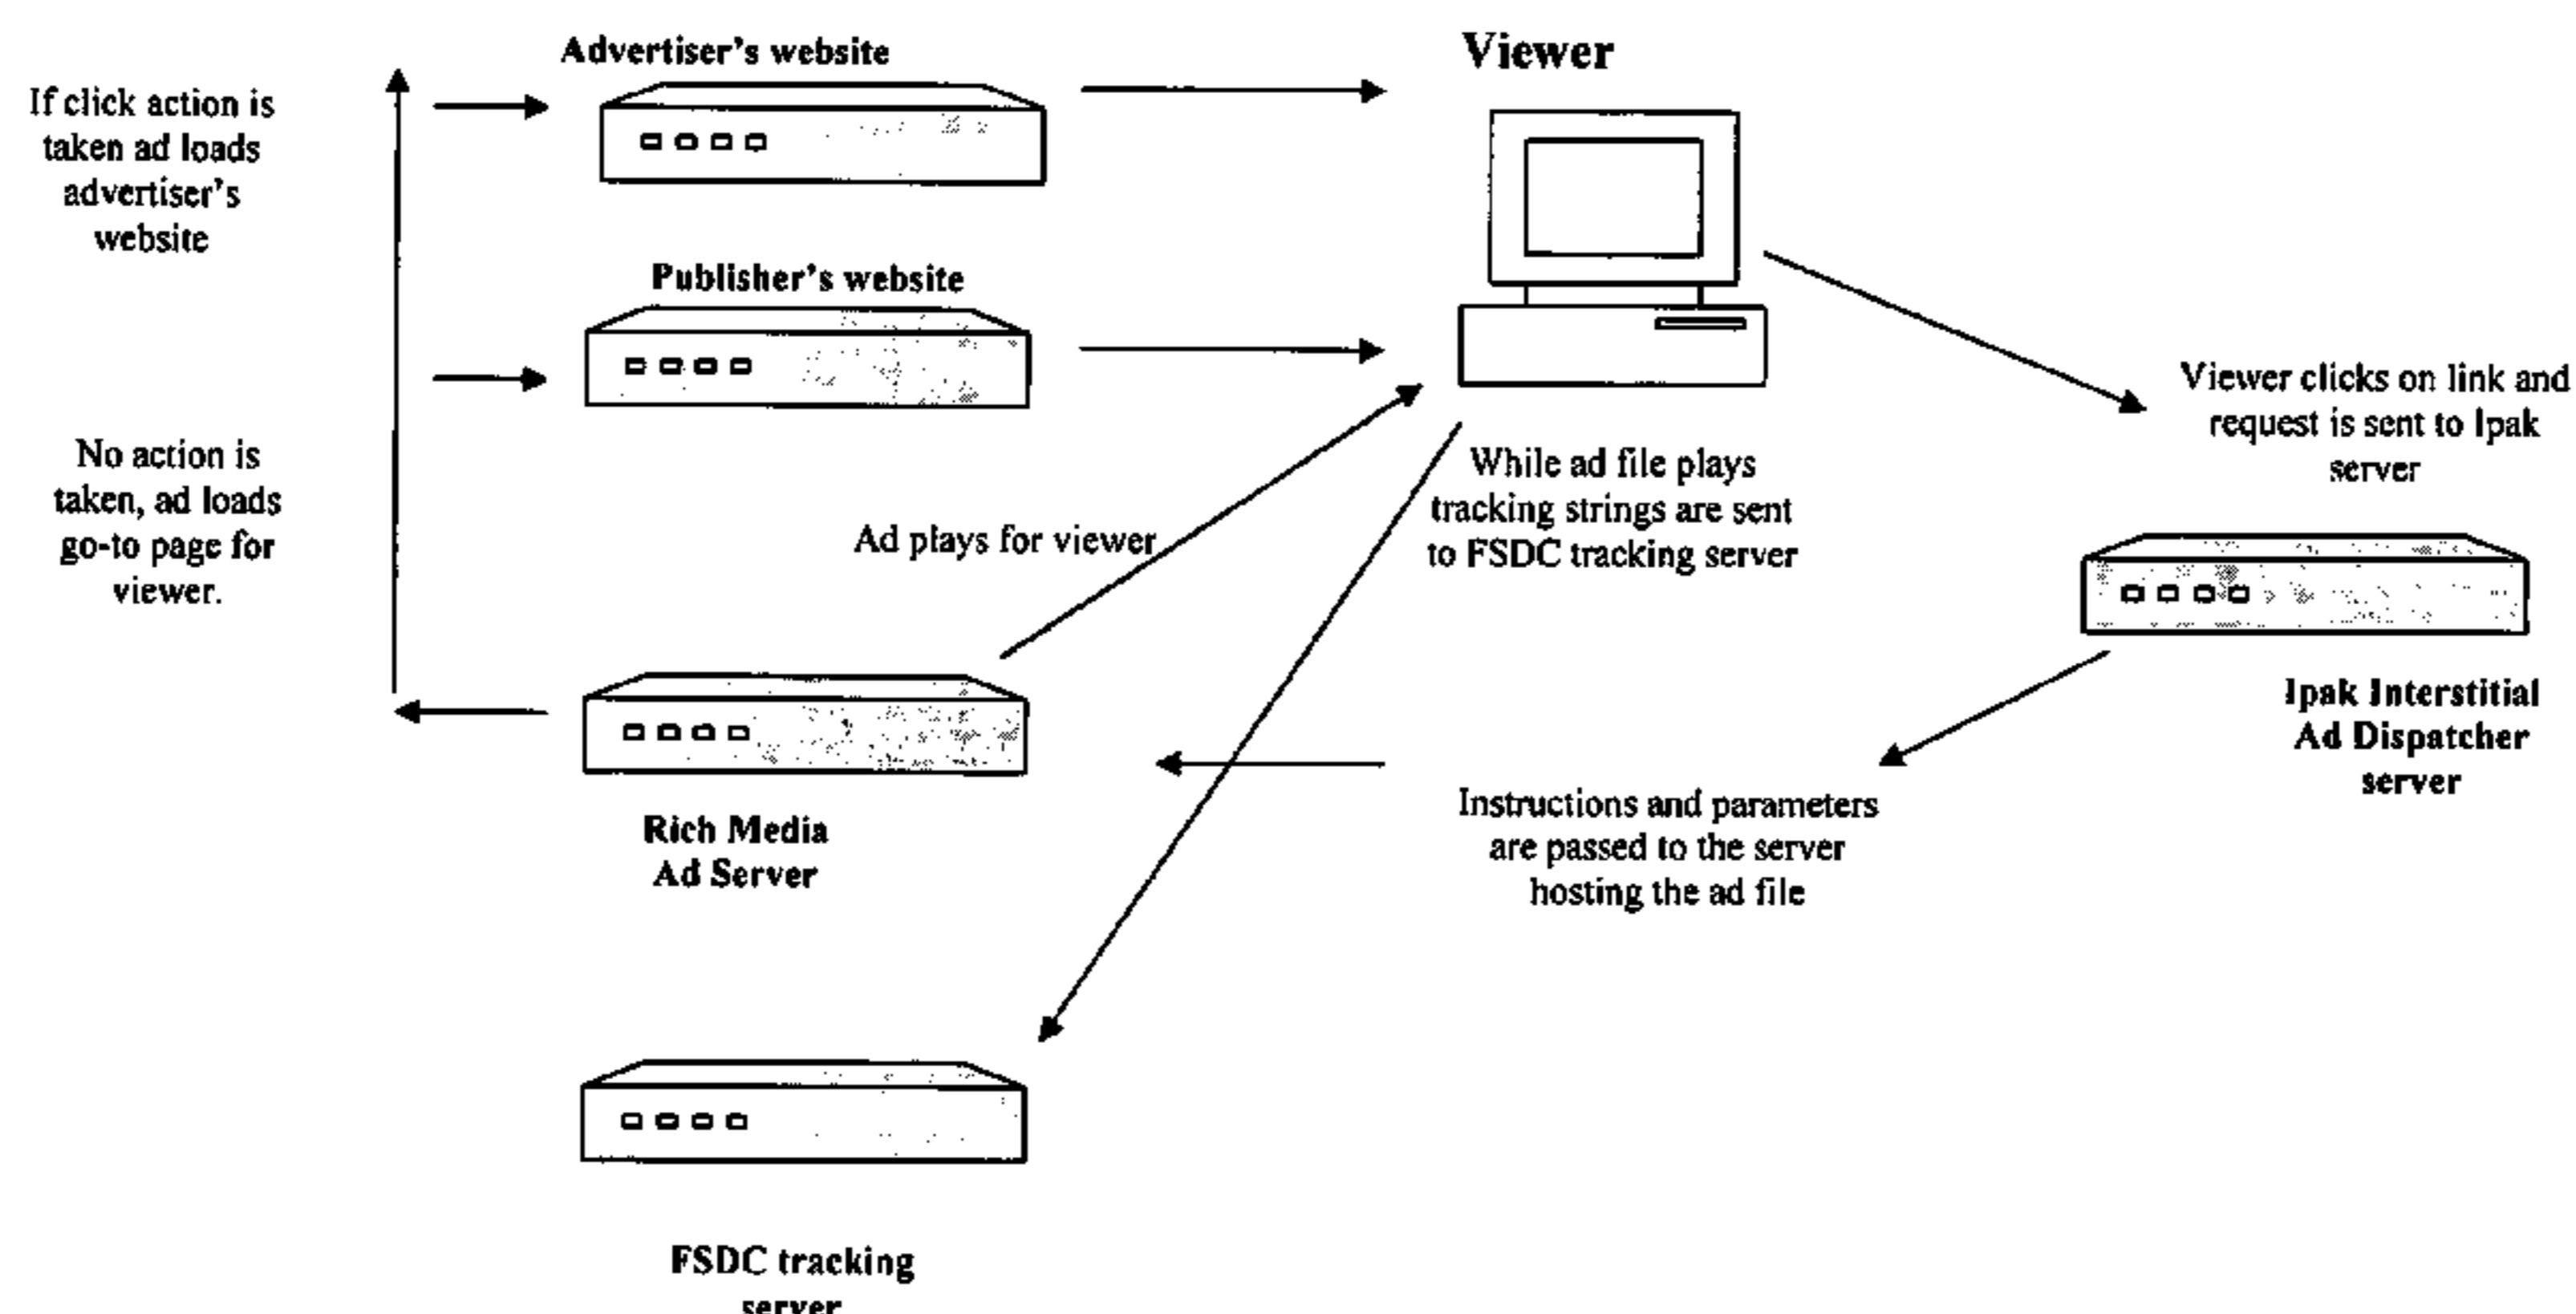 Advertiser's website
Viewer
If click action is
taken ad loads
advertiser's
website
Publisher's website
Viewer clicks on link and
request is sent to Ipak
server
No action is
taken, ad loads
go-to page for
viewer.
While ad file plays
tracking strings are sent
to FSDC tracking server
Ad plays for viewer
Ipak Interstitial
Ad Dispatcher
server
Instructions and parameters
are passed to the server
hosting the ad file
Rich Media
Ad Server
FSDC tracking
server